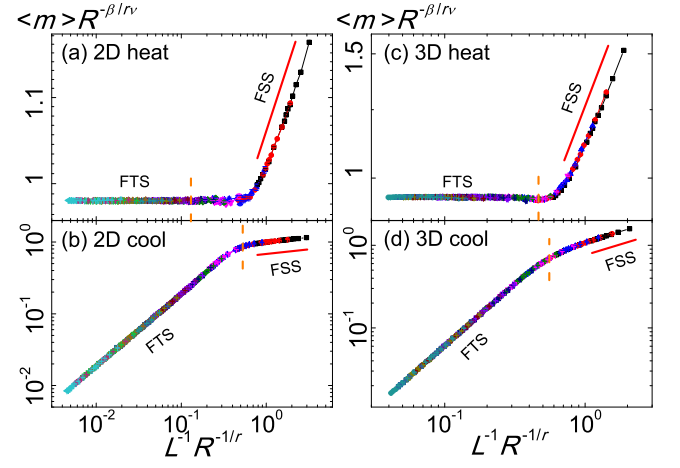 <m>R^{-β/rν} <m>R^{-β/rν}
(a) 2D heat
1.1
1
FTS
FSS
(c) 3D heat
1.5
1
FTS
FSS
(b) 2D cool
10^0
10^{-1}
10^{-2}
FTS
FSS
10^{-2} 10^{-1} 10^0
L^{-1}R^{-1/r}
(d) 3D cool
10^0
10^{-1}
FTS
FSS
10^{-1} 10^0
L^{-1}R^{-1/r}